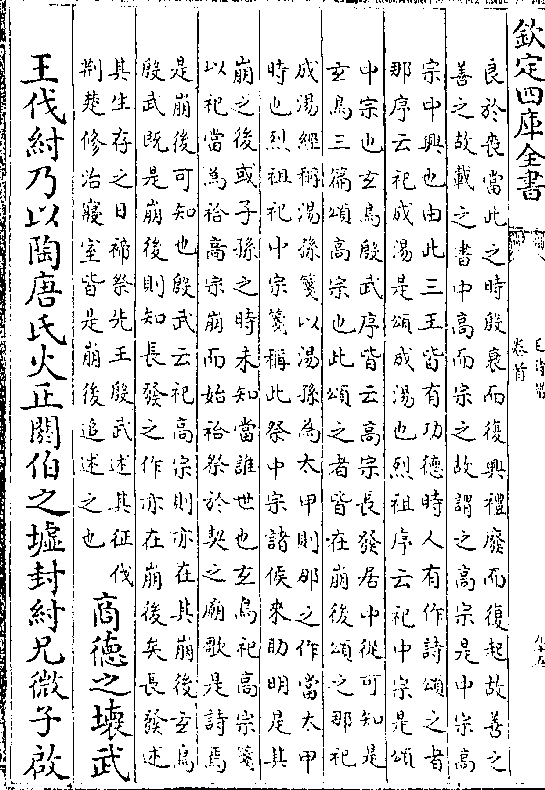 欽定四庫全書
毛詩譜
卷首
良於喪當此之時殷衰而復興禮廢而復起故善之
善之故載之書中高而宗之故謂之高宗是中宗高
宗中興也由此三王皆有功德時人有作詩頌之者
那序云祀成湯是頌成湯也烈祖序云祀中宗是頌
中宗也玄鳥殷武序皆云高宗長發居中從可知是
玄鳥三篇頌高宗也此頌之者皆在崩後頌之那祀
成湯經稱湯孫箋以湯孫為太甲則那之作當太甲
時也烈祖祀中宗箋稱此祭中宗諸侯來助明是其
崩之後或子孫之時未知當誰世也玄鳥祀高宗箋
以祀當為祫高宗崩而始祫祭於契之廟歌是詩焉
是崩後可知也殷武云祀高宗則亦在其崩後玄鳥
殷武既是崩後則知長發之作亦在崩後矣長發述
其生存之日禘祭先王殷武述其征伐
荆楚修治寢室皆是崩後追述之也
商德之壞武
王伐紂乃以陶唐氏火正閼伯之墟封紂兄微子啟